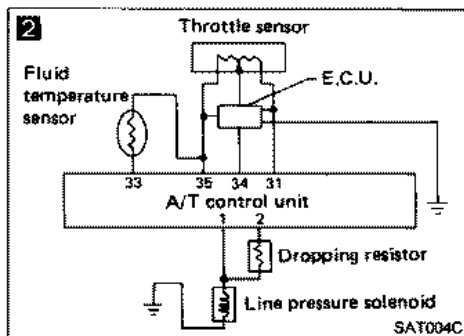 2
Throttle sensor
Fluid
temperature
sensor
E.C.U.
33 35 34 31
A/T control unit
1 2
Dropping resistor
Line pressure solenoid
SAT004C